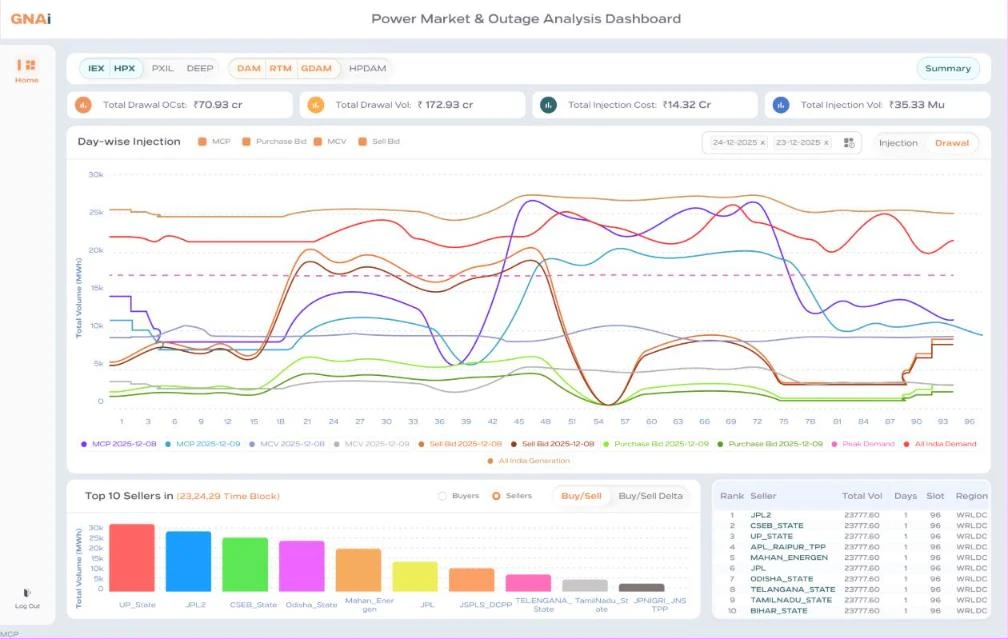 GNAi
Power Market & Outage Analysis Dashboard
Home
IEX HPX PXIL DEEP DAM RTM GDAM HPDAM
Summary
Total Drawal OCst: ₹70.93 cr
Total Drawal Vol: ₹ 172.93 cr
Total Injection Cost: ₹14.32 Cr
Total Injection Vol: ₹35.33 Mu
Day-wise Injection
MCP Purchase Bid MCV Sell Bid
24-12-2025 × 23-12-2025 ×
Injection Drawal
Total Volume (MWh)
30k
25k
20k
15k
10k
5k
0
1 3 6 9 12 15 18 21 24 27 30 33 36 39 42 45 48 51 54 57 60 63 66 69 72 75 78 81 84 87 90 93 96
MCP 2025-12-08 MCP 2025-12-09 MCV 2025-12-08 MCV 2025-12-09 Sell Bid 2025-12-08 Sell Bid 2025-12-08 Purchase Bid 2025-12-09 Purchase Bid 2025-12-09 Peak Demand All India Demand
All India Generation
Top 10 Sellers in (23,24,29 Time Block)
Buyers Sellers
Buy/Sell Buy/Sell Delta
Total Volume (MWh)
30k
25k
20k
15k
10k
5k
0
UP_State JPL2 CSEB_State Odisha_State Mahan_Ener JPL JSPLS_DCPP TELENGANA_ TamilNadu_St JPNIGRI_JNS
gen State ate TPP
Rank Seller Total Vol Days Slot Region
1 JPL2 23777.60 1 96 WRLDC
2 CSEB_STATE 23777.60 1 96 WRLDC
3 UP_STATE 23777.60 1 96 WRLDC
4 APL_RAIPUR_TPP 23777.60 1 96 WRLDC
5 MAHAN_ENERGEN 23777.60 1 96 WRLDC
6 JPL 23777.60 1 96 WRLDC
7 ODISHA_STATE 23777.60 1 96 WRLDC
8 TELANGANA_STATE 23777.60 1 96 WRLDC
9 TAMILNADU_STATE 23777.60 1 96 WRLDC
10 BIHAR_STATE 23777.60 1 96 WRLDC
Log Out
MCP